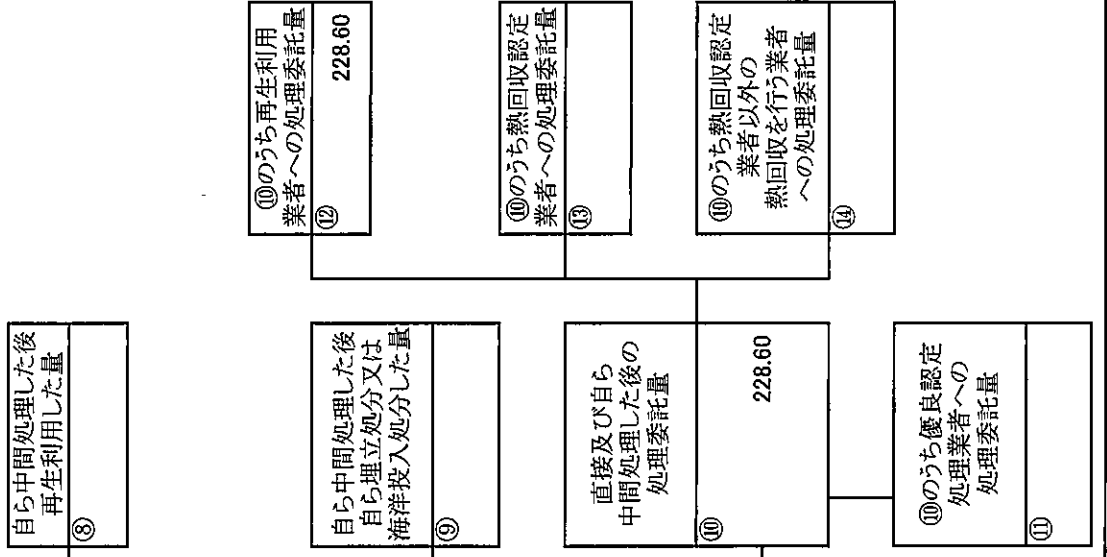 自ら中間処理した後
再生利用した量
⑧
自ら中間処理した後
自ら埋立処分又は
海洋投入処分した量
⑨
直接及び自ら
中間処理した後の
処理委託量
⑩
228.60
⑩のうち優良認定
処理業者への
処理委託量
⑪
⑩のうち再生利用
業者への処理委託量
⑫
228.60
⑩のうち熱回収認定
業者への処理委託量
⑬
⑩のうち熱回収認定
業者以外の
熱回収を行う業者
への処理委託量
⑭